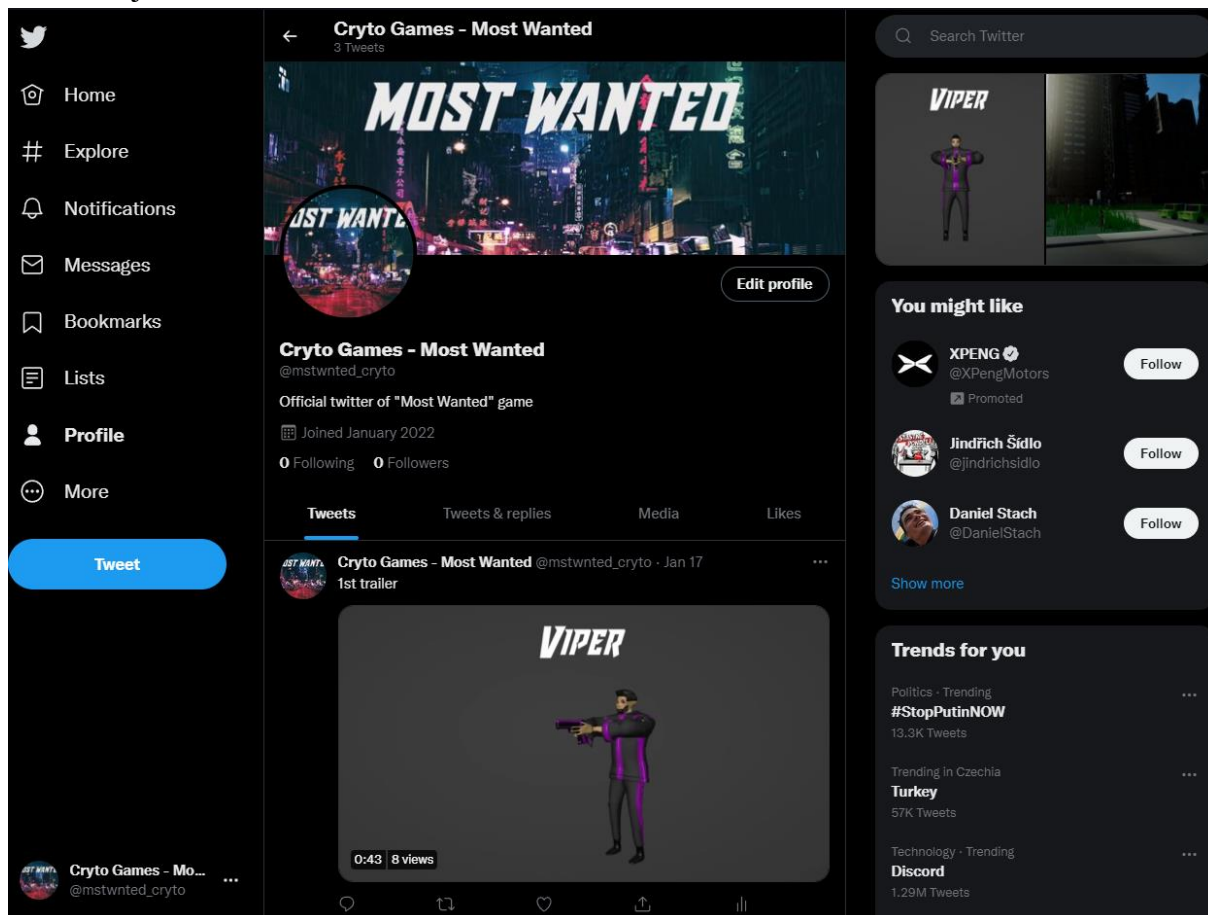 Home
Explore
Notifications
Messages
Bookmarks
Lists
Profile
More
Tweet
Cryto Games - Mo...
@mstwnted_cryto
Cryto Games - Most Wanted
3 Tweets
MOST WANTED
OST WANTE
Edit profile
Cryto Games - Most Wanted
@mstwnted_cryto
Official twitter of "Most Wanted" game
Joined January 2022
0 Following 0 Followers
Tweets Tweets & replies Media Likes
Cryto Games - Most Wanted @mstwnted_cryto · Jan 17
1st trailer
VIPER
0:43 8 views
Search Twitter
VIPER
You might like
XPENG
@XPengMotors
Promoted
Follow
Jindřich Šídlo
@jindrichsidlo
Follow
Daniel Stach
@DanielStach
Follow
Show more
Trends for you
Politics · Trending
#StopPutinNOW
13.3K Tweets
Trending in Czechia
Turkey
57K Tweets
Technology · Trending
Discord
1.29M Tweets